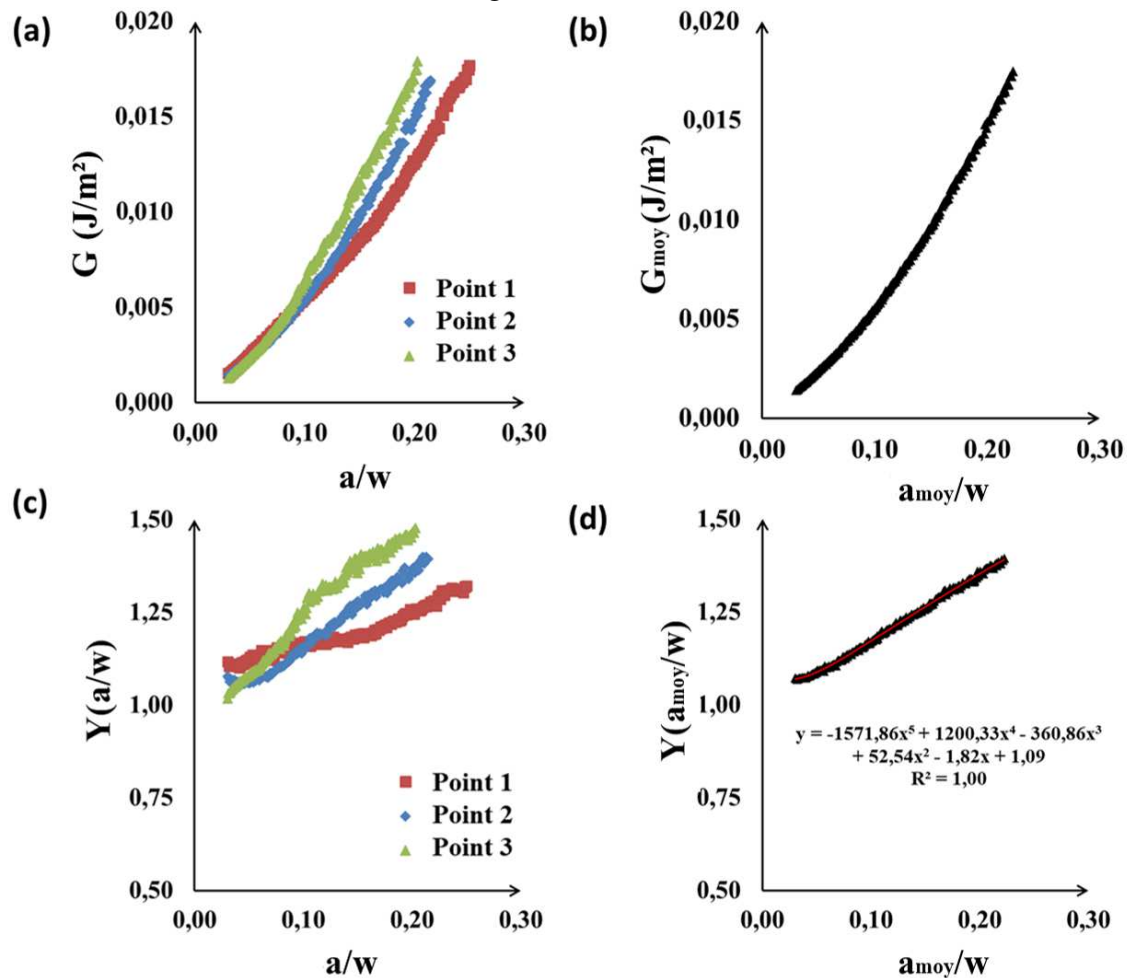 (a)
0,020
0,015
0,010
0,005
0,000
G (J/m²)
Point 1
Point 2
Point 3
0,00 0,10 0,20 0,30
a/w
(b)
0,020
0,015
0,010
0,005
0,000
Gmoy (J/m²)
0,00 0,10 0,20 0,30
amoy/w
(c)
1,50
1,25
1,00
0,75
0,50
Y(a/w)
Point 1
Point 2
Point 3
0,00 0,10 0,20 0,30
a/w
(d)
1,50
1,25
1,00
0,75
0,50
Y(amoy/w)
y = -1571,86x⁵ + 1200,33x⁴ - 360,86x³
+ 52,54x² - 1,82x + 1,09
R² = 1,00
0,00 0,10 0,20 0,30
amoy/w